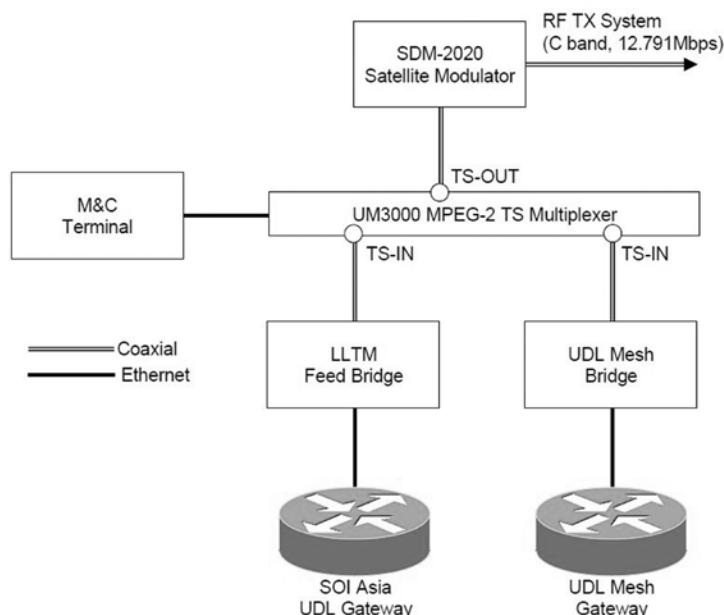 RF TX System
(C band, 12.791Mbps)
SDM-2020
Satellite Modulator
TS-OUT
M&C
Terminal
UM3000 MPEG-2 TS Multiplexer
TS-IN
TS-IN
Coaxial
Ethernet
LLTM
Feed Bridge
UDL Mesh
Bridge
SOI Asia
UDL Gateway
UDL Mesh
Gateway